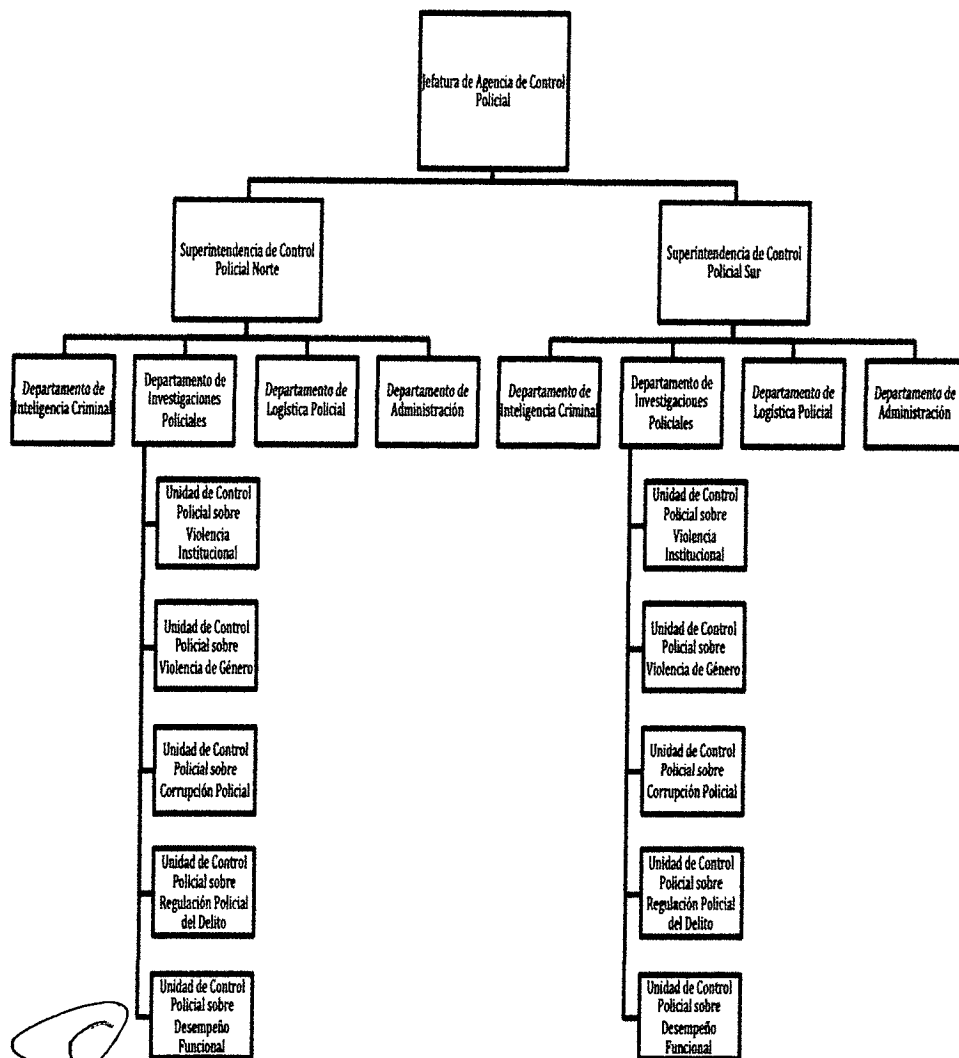 Jefatura de Agencia de Control
Policial
Superintendencia de Control
Policial Norte
Superintendencia de Control
Policial Sur
Departamento de
Inteligencia Criminal
Departamento de
Investigaciones
Policiales
Departamento de
Logística Policial
Departamento de
Administración
Departamento de
Inteligencia Criminal
Departamento de
Investigaciones
Policiales
Departamento de
Logística Policial
Departamento de
Administración
Unidad de Control
Policial sobre
Violencia
Institucional
Unidad de Control
Policial sobre
Violencia de Género
Unidad de Control
Policial sobre
Corrupción Policial
Unidad de Control
Policial sobre
Regulación Policial
del Delito
Unidad de Control
Policial sobre
Desempeño
Funcional
Unidad de Control
Policial sobre
Violencia
Institucional
Unidad de Control
Policial sobre
Violencia de Género
Unidad de Control
Policial sobre
Corrupción Policial
Unidad de Control
Policial sobre
Regulación Policial
del Delito
Unidad de Control
Policial sobre
Desempeño
Funcional